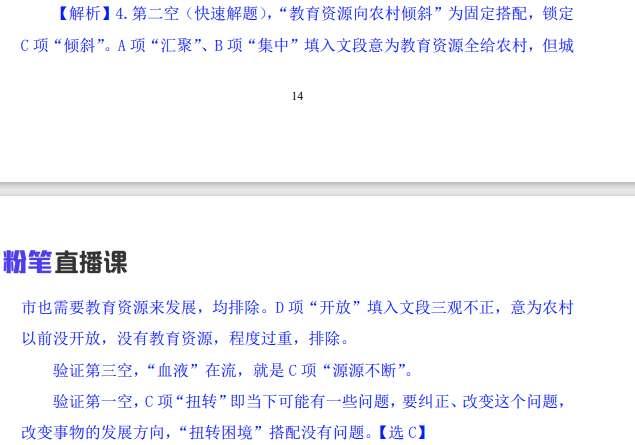 【解析】4.第二空（快速解题），“教育资源向农村倾斜”为固定搭配，锁定
C 项“倾斜”。A 项“汇聚”、B 项“集中”填入文段意为教育资源全给农村，但城
14
粉笔直播课
市也需要教育资源来发展，均排除。D 项“开放”填入文段三观不正，意为农村
以前没开放，没有教育资源，程度过重，排除。
验证第三空，“血液”在流，就是 C 项“源源不断”。
验证第一空，C 项“扭转”即当下可能有一些问题，要纠正、改变这个问题，
改变事物的发展方向，“扭转困境”搭配没有问题。【选 C】